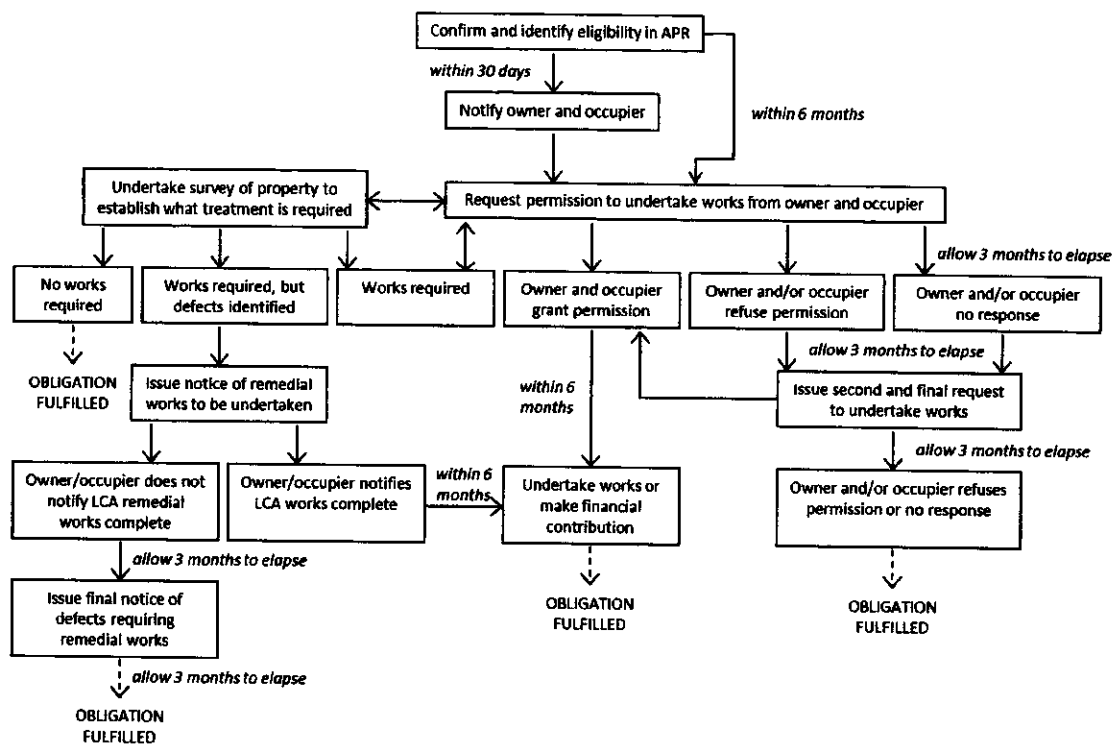 Confirm and identify eligibility in APR
within 30 days
Notify owner and occupier
within 6 months
Undertake survey of property to
establish what treatment is required
Request permission to undertake works from owner and occupier
allow 3 months to elapse
No works
required
Works required, but
defects identified
Works required
Owner and occupier
grant permission
Owner and/or occupier
refuse permission
Owner and/or occupier
no response
allow 3 months to elapse
OBLIGATION
FULFILLED
Issue notice of remedial
works to be undertaken
within 6
months
Issue second and final request
to undertake works
allow 3 months to elapse
Owner/occupier does not
notify LCA remedial
works complete
Owner/occupier notifies
LCA works complete
within 6
months
Undertake works or
make financial
contribution
Owner and/or occupier refuses
permission or no response
allow 3 months to elapse
Issue final notice of
defects requiring
remedial works
OBLIGATION
FULFILLED
OBLIGATION
FULFILLED
allow 3 months to elapse
OBLIGATION
FULFILLED